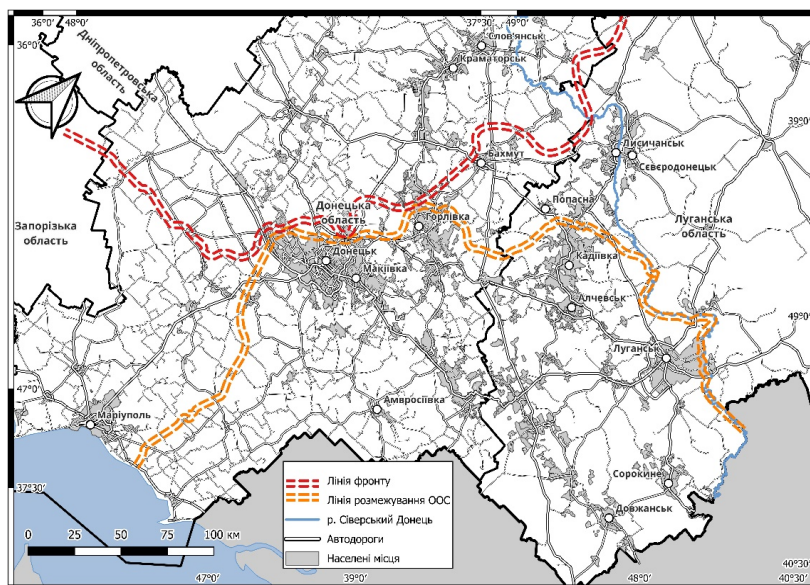 36°0' 48°0'
37°30' 49°0'
36°0'
Дніпропетровська
область
Слов'янськ
Краматорськ
39°0'
Лисичанськ
Сєвєродонецьк
Бахмут
Попасна
Донецька
область
Горлівка
Луганська
область
Запорізька
область
Донецьк
Макіївка
Кадіївка
Алчевськ
49°0'
Луганськ
47°0'
Маріуполь
Амвросіївка
Сорокине
Довжанськ
37°30'
Лінія фронту
Лінія розмежування ООС
р. Сіверський Донець
Автодороги
Населені місця
0 25 50 75 100 км
40°30'
47°0' 39°0' 48°0' 40°30'